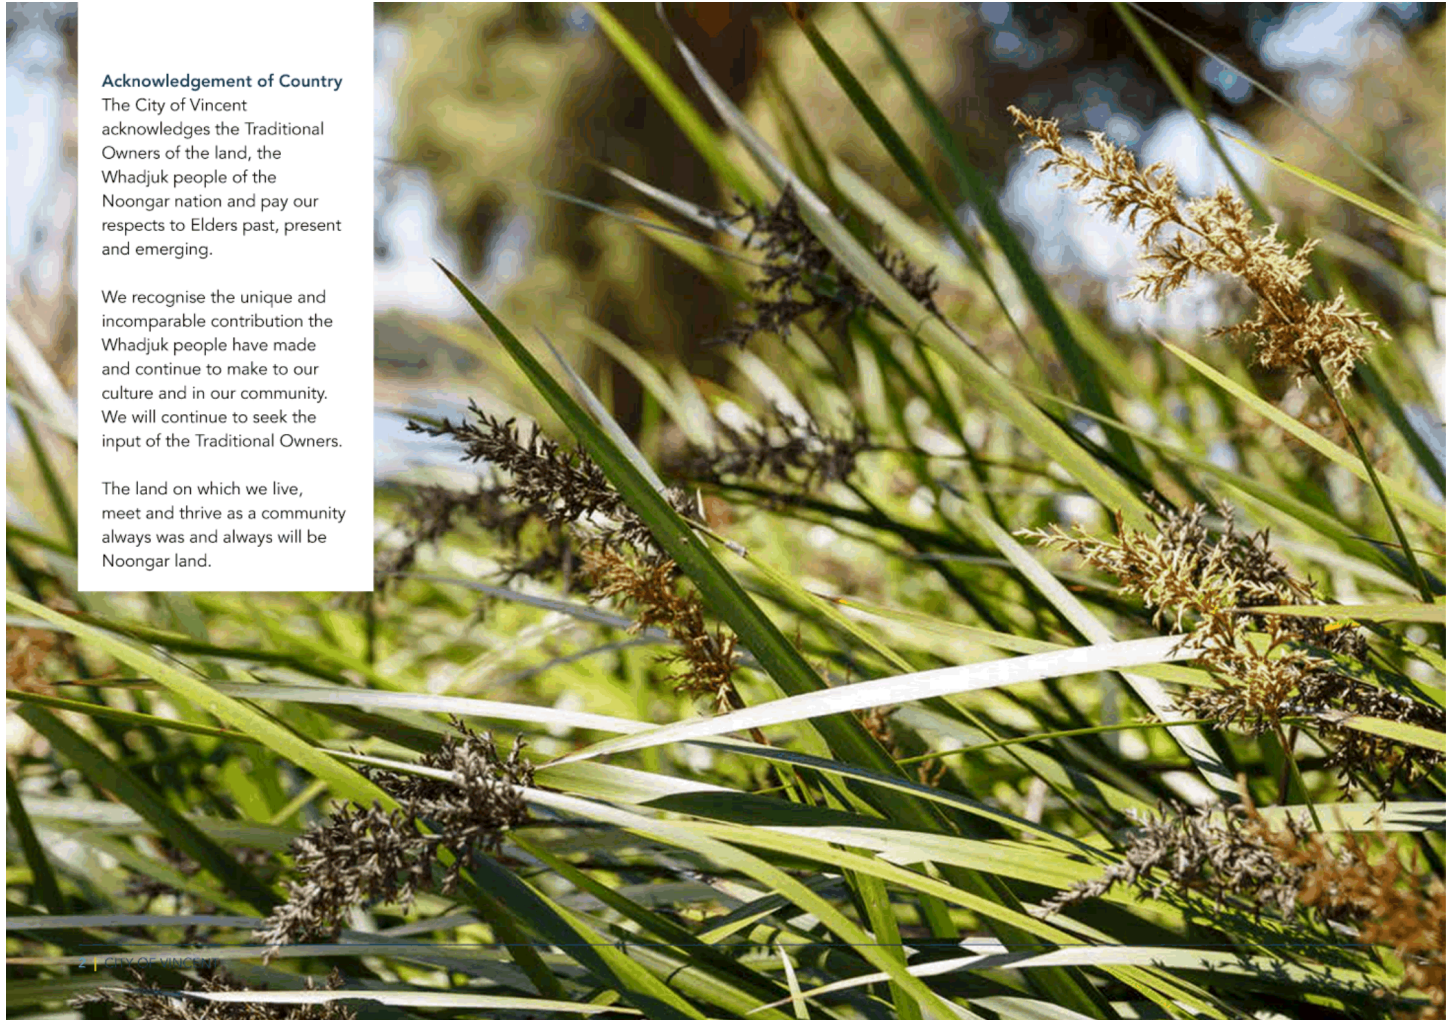 Acknowledgement of Country
The City of Vincent
acknowledges the Traditional
Owners of the land, the
Whadjuk people of the
Noongar nation and pay our
respects to Elders past, present
and emerging.
We recognise the unique and
incomparable contribution the
Whadjuk people have made
and continue to make to our
culture and in our community.
We will continue to seek the
input of the Traditional Owners.
The land on which we live,
meet and thrive as a community
always was and always will be
Noongar land.
2 | CITY OF VINCENT